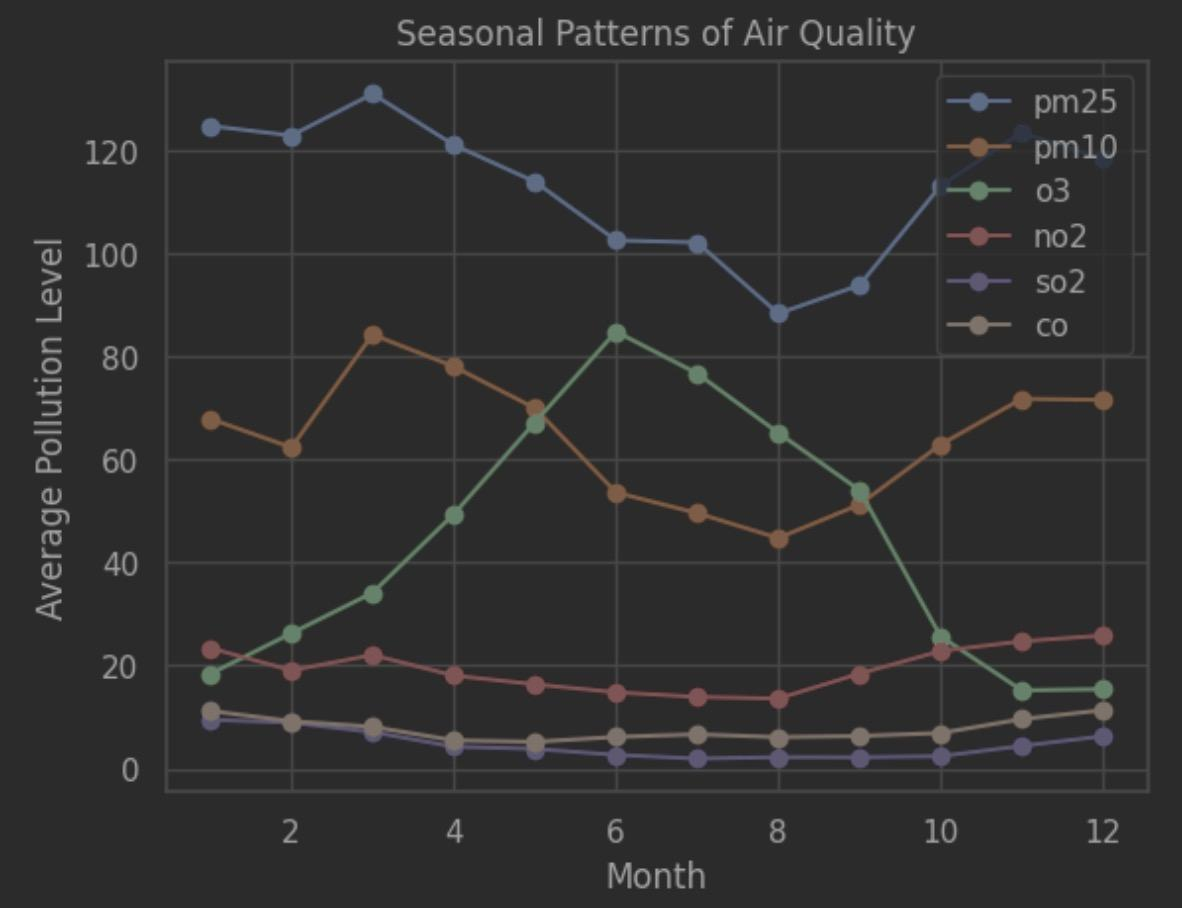 Seasonal Patterns of Air Quality
pm25
pm10
o3
no2
so2
co
120
100
80
60
40
20
0
Average Pollution Level
2 4 6 8 10 12
Month